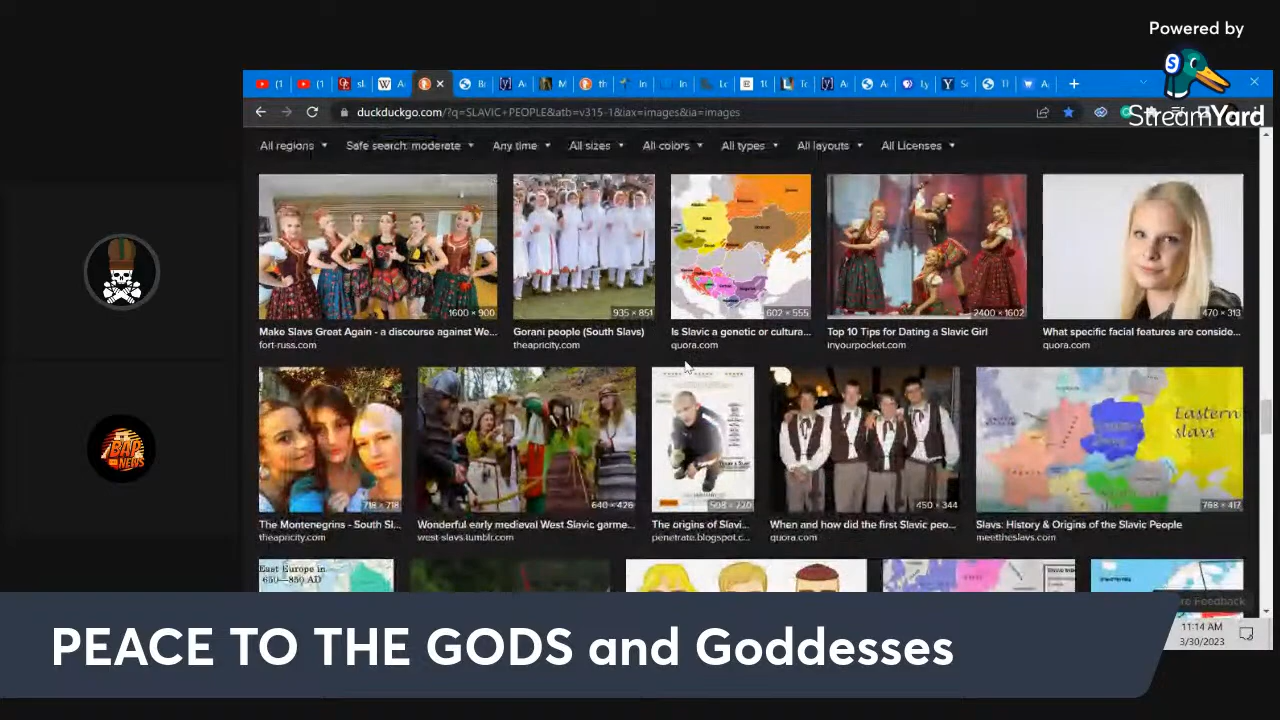 Powered by
StreamYard
duckduckgo.com/?q=SLAVIC+PEOPLE&atb=v315-1&iax=images&ia=images
All regions Safe search: moderate Any time All sizes All colors All types All layouts All Licenses
1600 × 900
935 × 851
602 × 555
2400 × 1602
470 × 313
Make Slavs Great Again - a discourse against We...
Gorani people (South Slavs)
Is Slavic a genetic or cultura...
Top 10 Tips for Dating a Slavic Girl
What specific facial features are conside...
fort-russ.com
theapricity.com
quora.com
inyourpocket.com
quora.com
Eastern
slavs
BAP
NEWS
718 × 718
640 × 426
508 × 720
450 × 344
768 × 417
The Montenegrins - South Sl...
Wonderful early medieval West Slavic garme...
The origins of Slavi...
When and how did the first Slavic peo...
Slavs: History & Origins of the Slavic People
theapricity.com
west-slavs.tumblr.com
penetrate.blogspot.c...
quora.com
meettheslavs.com
East Europe in
650-850 AD
Feedback
11:14 AM
3/30/2023
PEACE TO THE GODS and Goddesses